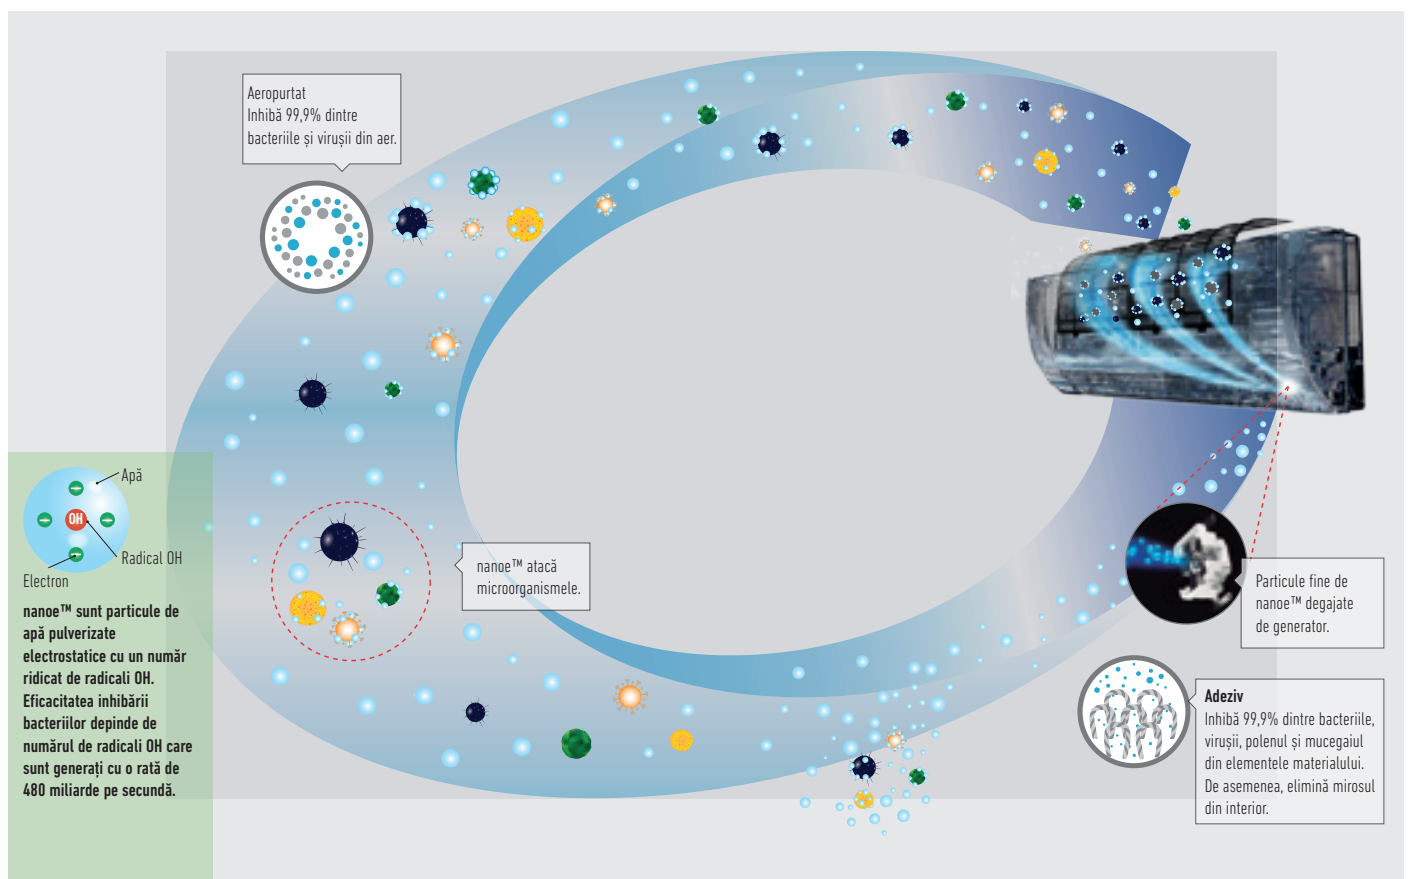 Aeropurtat
Inhibă 99,9% dintre
bacteriile și virușii din aer.
Apă
OH
Radical OH
Electron
nanoe™ sunt particule de
apă pulverizate
electrostatice cu un număr
ridicat de radicali OH.
Eficacitatea inhibării
bacteriilor depinde de
numărul de radicali OH care
sunt generați cu o rată de
480 miliarde pe secundă.
nanoe™ atacă
microorganismele.
Particule fine de
nanoe™ degajate
de generator.
Adeziv
Inhibă 99,9% dintre bacteriile,
virușii, polenul și mucegaiul
din elementele materialului.
De asemenea, elimină mirosul
din interior.